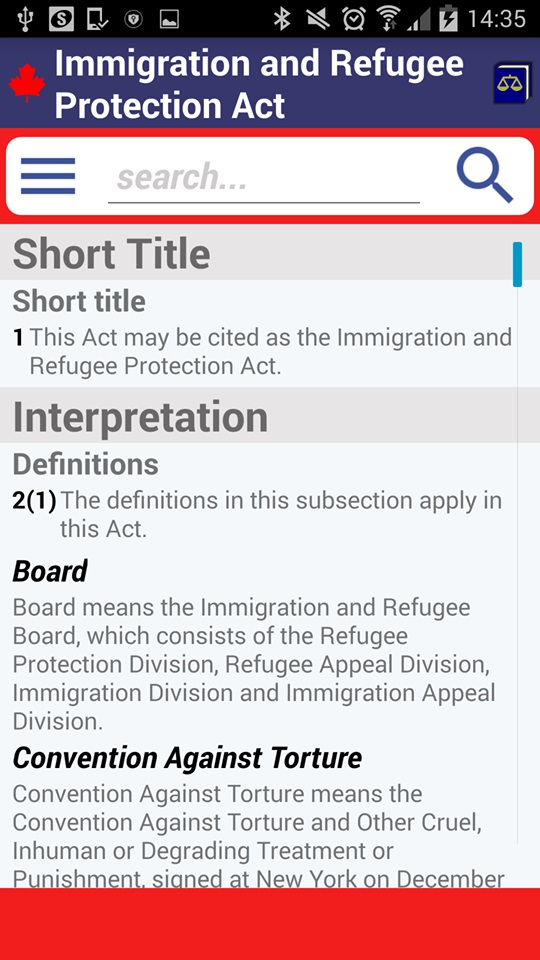 14:35
Immigration and Refugee
Protection Act
search...
Short Title
Short title
1 This Act may be cited as the Immigration and
Refugee Protection Act.
Interpretation
Definitions
2(1) The definitions in this subsection apply in
this Act.
Board
Board means the Immigration and Refugee
Board, which consists of the Refugee
Protection Division, Refugee Appeal Division,
Immigration Division and Immigration Appeal
Division.
Convention Against Torture
Convention Against Torture means the
Convention Against Torture and Other Cruel,
Inhuman or Degrading Treatment or
Punishment, signed at New York on December